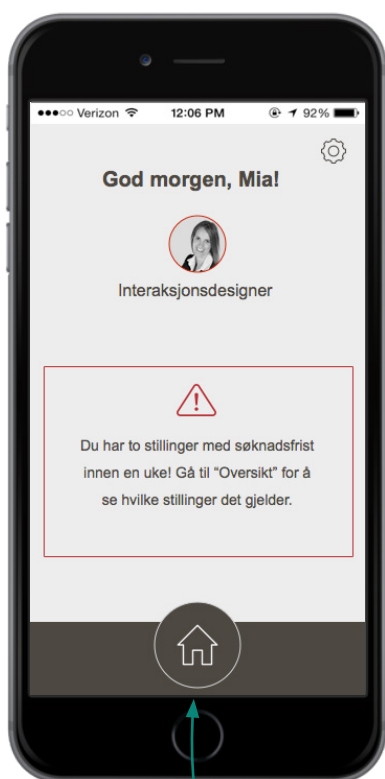 Verizon 12:06 PM 92%
God morgen, Mia!
Interaksjonsdesigner
Du har to stillinger med søknadsfrist
innen en uke! Gå til “Oversikt” for å
se hvilke stillinger det gjelder.